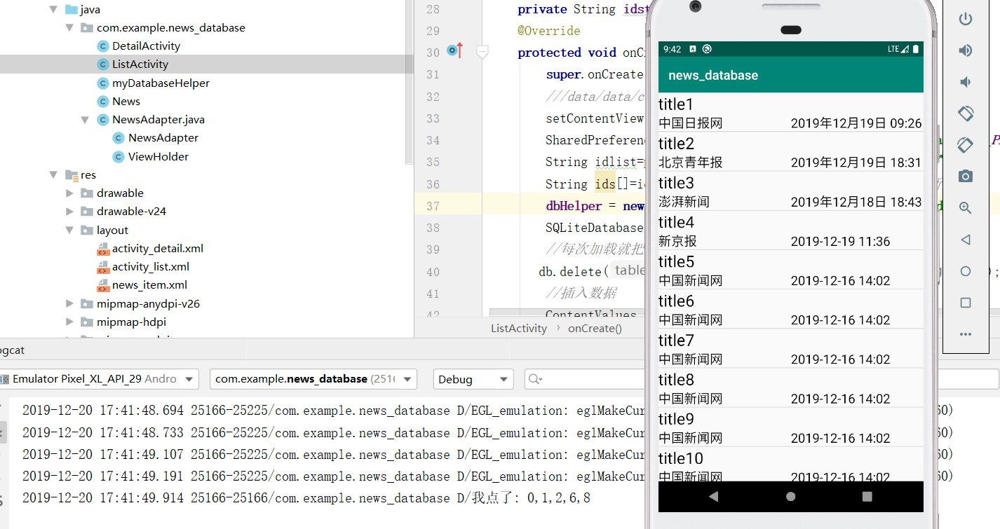 java
com.example.news_database
DetailActivity
ListActivity
myDatabaseHelper
News
NewsAdapter.java
NewsAdapter
ViewHolder
res
drawable
drawable-v24
layout
activity_detail.xml
activity_list.xml
news_item.xml
mipmap-anydpi-v26
mipmap-hdpi
28 private String idst
29 @Override
30 protected void onC
31 super.onCreate
32 ///data/data/c
33 setContentView
34 SharedPreferenc
35 String idlist=
36 String ids[]=i
37 dbHelper = new
38 SQLiteDatabase
39 //每次加载就把
40 db.delete( table
41 //插入数据
42 ContentValues
ListActivity › onCreate()
9:42 LTE
news_database
title1
中国日报网 2019年12月19日 09:26
title2
北京青年报 2019年12月19日 18:31
title3
澎湃新闻 2019年12月18日 18:43
title4
新京报 2019-12-19 11:36
title5
中国新闻网 2019-12-16 14:02
title6
中国新闻网 2019-12-16 14:02
title7
中国新闻网 2019-12-16 14:02
title8
中国新闻网 2019-12-16 14:02
title9
中国新闻网 2019-12-16 14:02
title10
中国新闻网 2019-12-16 14:02
ogcat
Emulator Pixel_XL_API_29 Andro
com.example.news_database (2516
Debug
2019-12-20 17:41:48.694 25166-25225/com.example.news_database D/EGL_emulation: eglMakeCur 60)
2019-12-20 17:41:48.733 25166-25225/com.example.news_database D/EGL_emulation: eglMakeCur 60)
2019-12-20 17:41:49.107 25166-25225/com.example.news_database D/EGL_emulation: eglMakeCur 60)
2019-12-20 17:41:49.191 25166-25225/com.example.news_database D/EGL_emulation: eglMakeCur 60)
2019-12-20 17:41:49.914 25166-25166/com.example.news_database D/我点了: 0,1,2,6,8